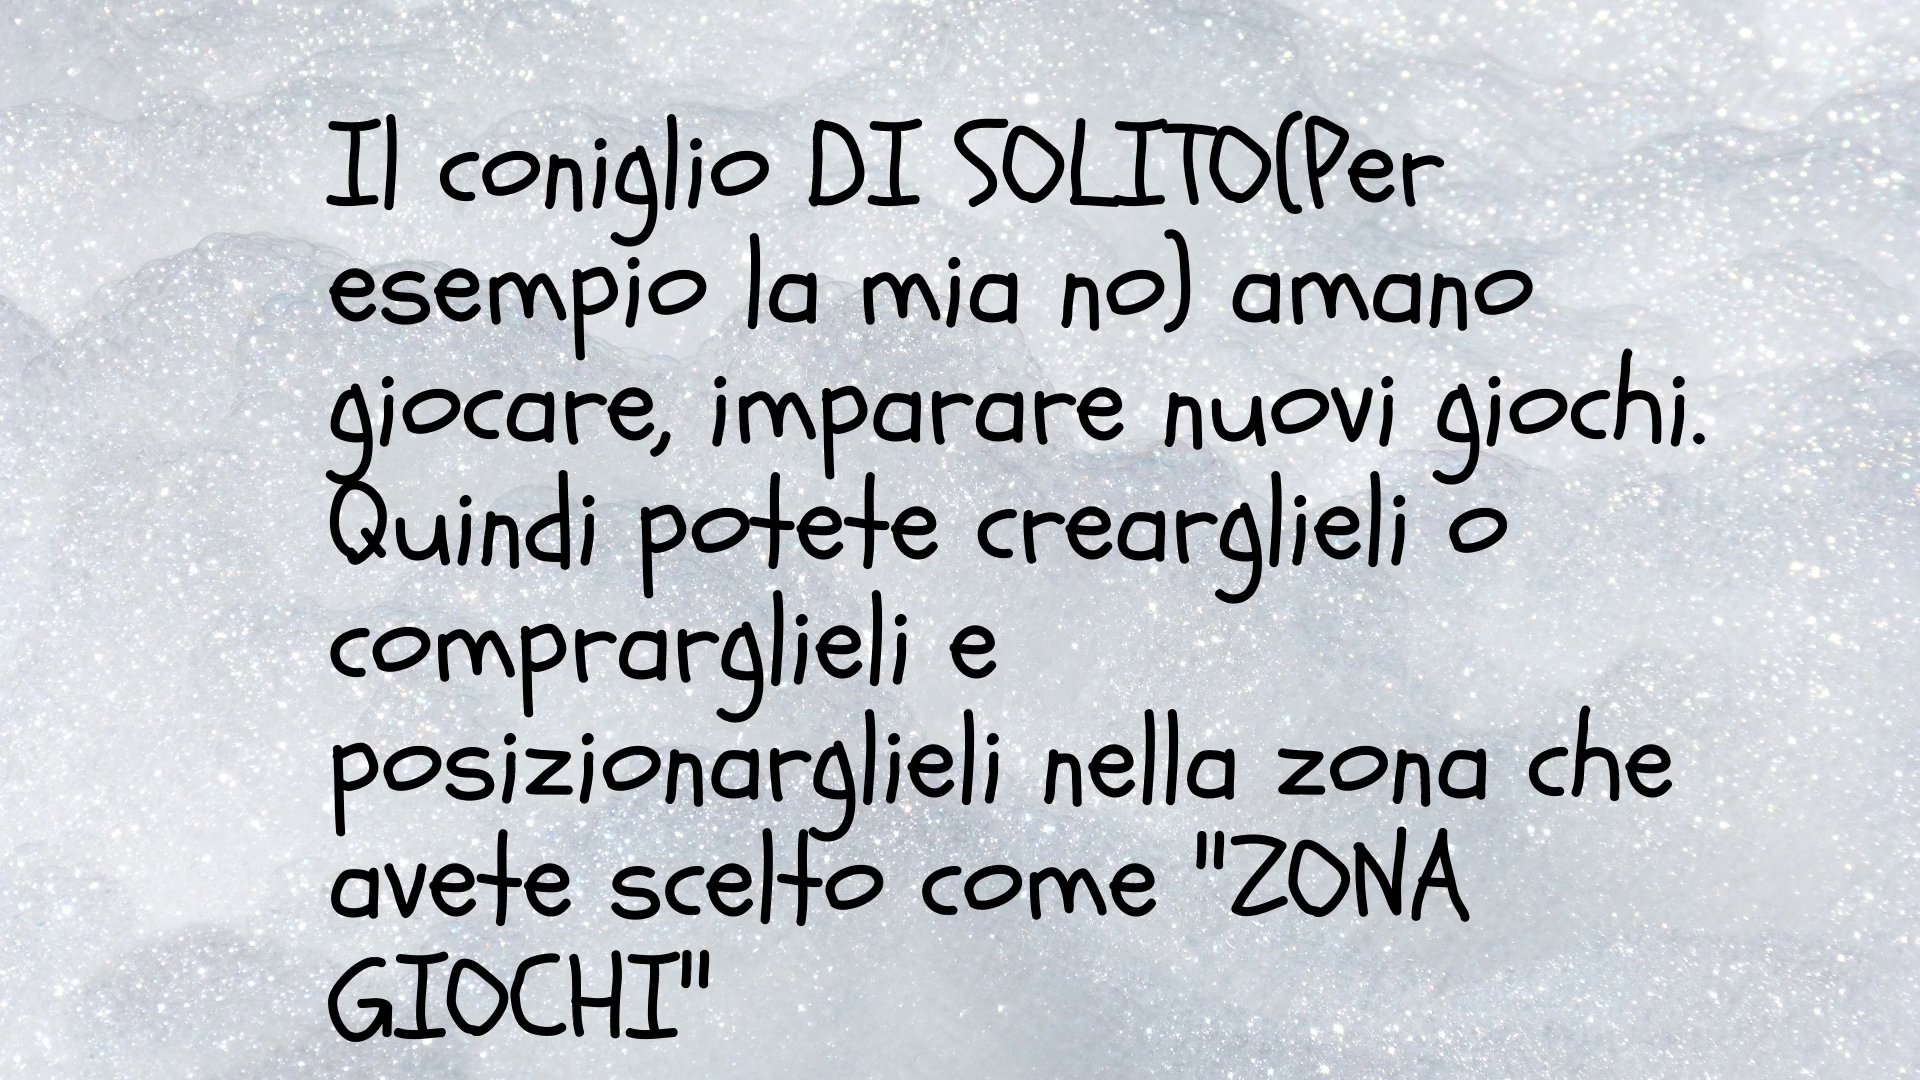 Il coniglio DI SOLITO(Per
esempio la mia no) amano
giocare, imparare nuovi giochi.
Quindi potete crearglieli o
comprarglieli e
posizionarglieli nella zona che
avete scelto come "ZONA
GIOCHI"